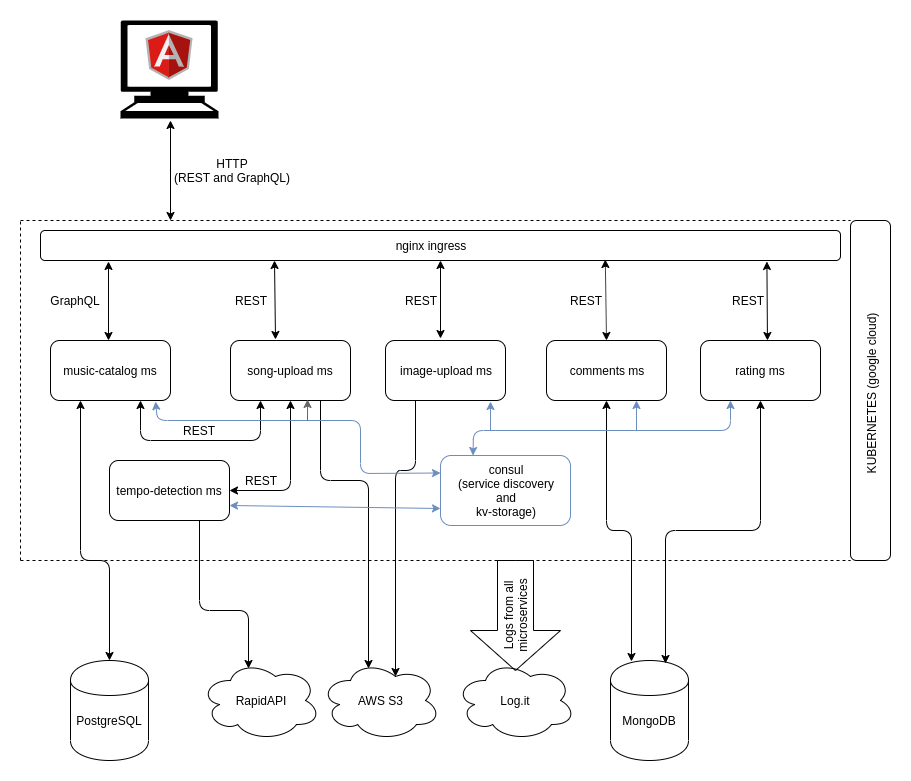 A
HTTP
(REST and GraphQL)
nginx ingress
GraphQL
REST
REST
REST
REST
music-catalog ms
song-upload ms
image-upload ms
comments ms
rating ms
KUBERNETES (google cloud)
REST
REST
tempo-detection ms
consul
(service discovery
and
kv-storage)
Logs from all
microservices
PostgreSQL
RapidAPI
AWS S3
Log.it
MongoDB